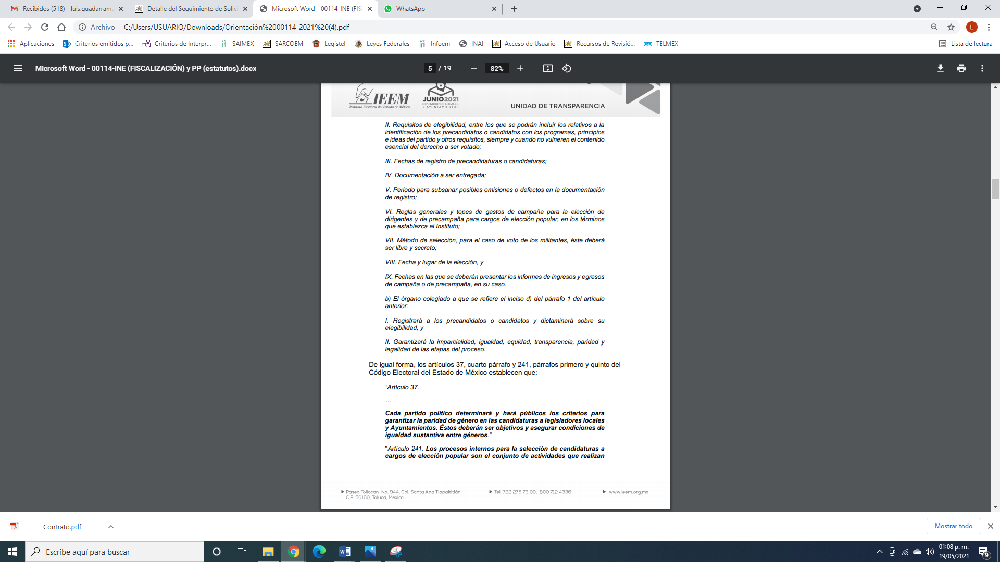 Recibidos (518) - luis.guadarrama
Detalle del Seguimiento de Solici
Microsoft Word - 00114-INE (FISC
WhatsApp
Archivo
C:/Users/USUARIO/Downloads/Orientación%2000114-2021%20(4).pdf
L
Aplicaciones
Criterios emitidos p...
Criterios de Interpr...
SAIMEX
SARCOEM
Legistel
Leyes Federales
Infoem
INAI
Acceso de Usuario
Recursos de Revisió...
TELMEX
Lista de lectura
Microsoft Word - 00114-INE (FISCALIZACIÓN) y PP (estatutos).docx
5 / 19
82%
IEEM
Instituto Electoral del Estado de México
6
JUNIO2021
DIPUTACIONES LOCALES
Y AYUNTAMIENTOS
UNIDAD DE TRANSPARENCIA
II. Requisitos de elegibilidad, entre los que se podrán incluir los relativos a la
identificación de los precandidatos o candidatos con los programas, principios
e ideas del partido y otros requisitos, siempre y cuando no vulneren el contenido
esencial del derecho a ser votado;
III. Fechas de registro de precandidaturas o candidaturas;
IV. Documentación a ser entregada;
V. Periodo para subsanar posibles omisiones o defectos en la documentación
de registro;
VI. Reglas generales y topes de gastos de campaña para la elección de
dirigentes y de precampaña para cargos de elección popular, en los términos
que establezca el Instituto;
VII. Método de selección, para el caso de voto de los militantes, éste deberá
ser libre y secreto;
VIII. Fecha y lugar de la elección, y
IX. Fechas en las que se deberán presentar los informes de ingresos y egresos
de campaña o de precampaña, en su caso.
b) El órgano colegiado a que se refiere el inciso d) del párrafo 1 del artículo
anterior:
I. Registrará a los precandidatos o candidatos y dictaminará sobre su
elegibilidad, y
II. Garantizará la imparcialidad, igualdad, equidad, transparencia, paridad y
legalidad de las etapas del proceso.
De igual forma, los artículos 37, cuarto párrafo y 241, párrafos primero y quinto del
Código Electoral del Estado de México establecen que:
“Artículo 37.
…
Cada partido político determinará y hará públicos los criterios para
garantizar la paridad de género en las candidaturas a legisladores locales
y Ayuntamientos. Éstos deberán ser objetivos y asegurar condiciones de
igualdad sustantiva entre géneros.”
“Artículo 241. Los procesos internos para la selección de candidaturas a
cargos de elección popular son el conjunto de actividades que realizan
Paseo Tollocan No. 944, Col. Santa Ana Tlapaltitlán,
C.P. 50160, Toluca, México.
Tel. 722 275 73 00, 800 712 4336
www.ieem.org.mx
Contrato.pdf
Mostrar todo
Escribe aquí para buscar
01:08 p. m.
19/05/2021
9